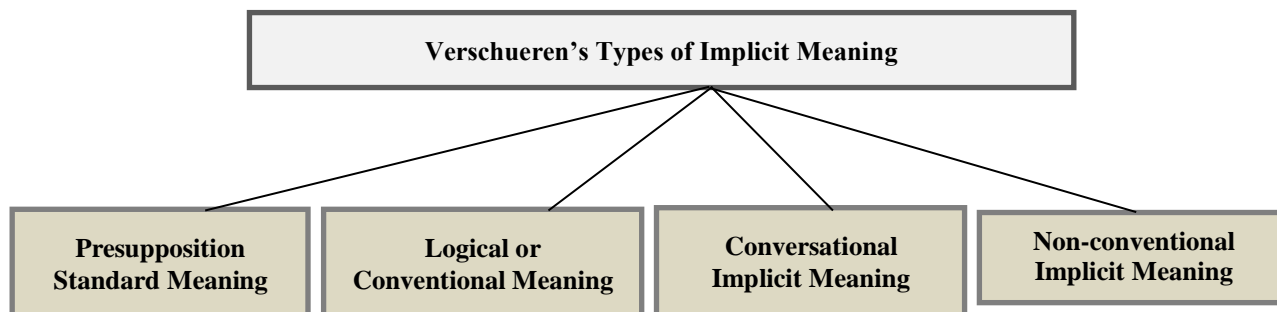 Verschueren’s Types of Implicit Meaning
Presupposition
Standard Meaning
Logical or
Conventional Meaning
Conversational
Implicit Meaning
Non-conventional
Implicit Meaning